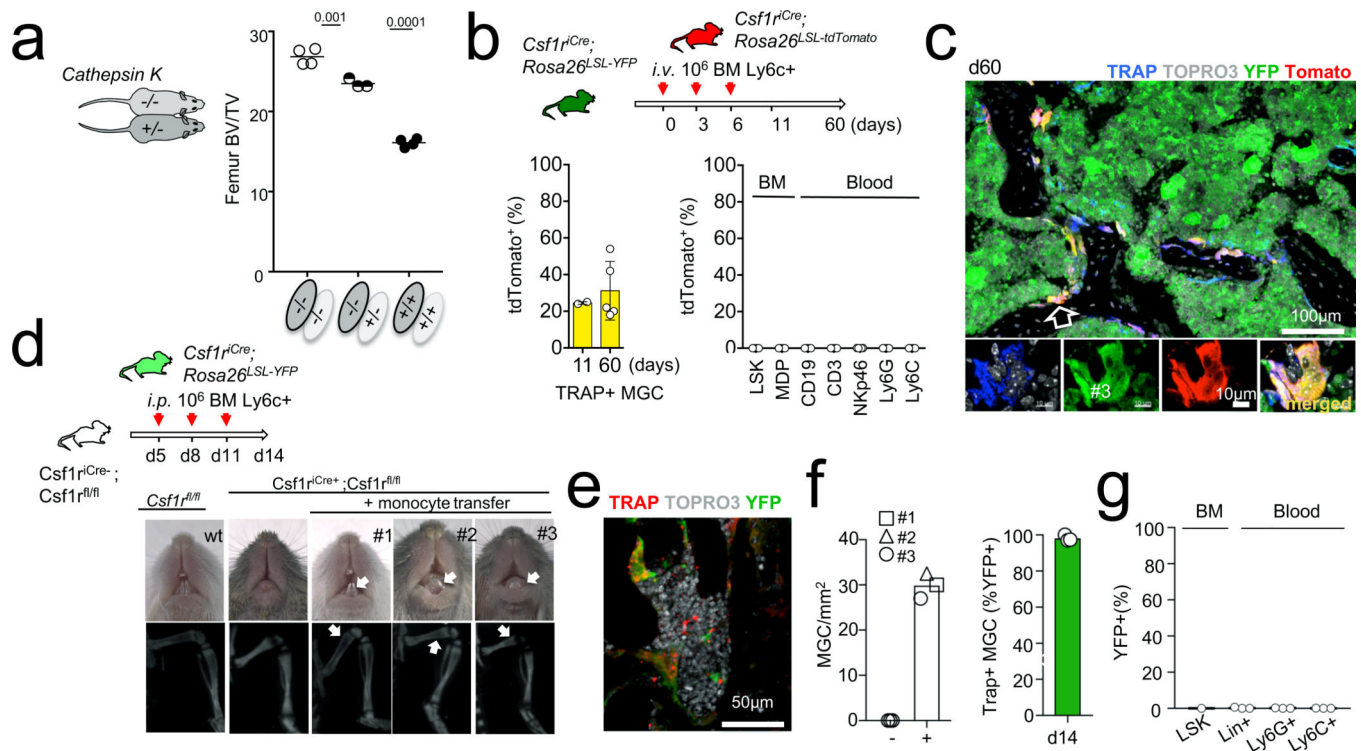 a
Cathepsin K
-/-
+/-
Femur BV/TV
30
20
10
0
0.001
0.0001
-/-
-/-
-/-
+/-
+/+
+/+
b
Csf1r^iCre;
Rosa26^LSL-YFP
Csf1r^iCre;
Rosa26^LSL-tdTomato
i.v. 10⁶ BM Ly6c+
0 3 6 11 60 (days)
tdTomato⁺ (%)
100
80
60
40
20
0
11 60 (days)
TRAP+ MGC
tdTomato⁺ (%)
100
80
60
40
20
0
BM Blood
LSK
MDP
CD19
CD3
NKp46
Ly6G
Ly6C
c
d60
TRAP TOPRO3 YFP Tomato
100µm
10 µm
#3
10 µm
10µm
merged
d
Csf1r^iCre;
Rosa26^LSL-YFP
i.p. 10⁶ BM Ly6c+
d5 d8 d11 d14
Csf1r^iCre-;
Csf1r^fl/fl
Csf1r^iCre+;Csf1r^fl/fl
Csf1r^fl/fl
+ monocyte transfer
wt
#1
#2
#3
e
TRAP TOPRO3 YFP
50µm
f
#1
#2
#3
MGC/mm²
40
30
20
10
0
- +
Trap+ MGC (%YFP+)
100
80
60
40
20
0
d14
g
YFP+(%)
100
80
60
40
20
0
BM Blood
LSK
Lin+
Ly6G+
Ly6C+